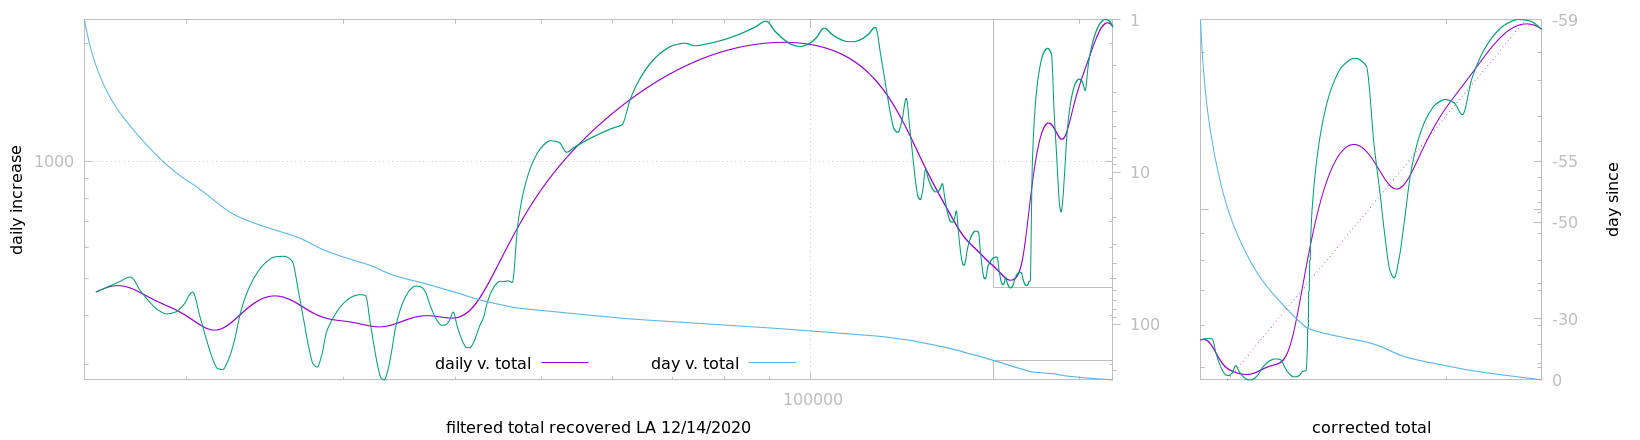 1
-59
daily increase
1000
10
-55
-50
day since
100
-30
daily v. total
day v. total
0
100000
filtered total recovered LA 12/14/2020
corrected total